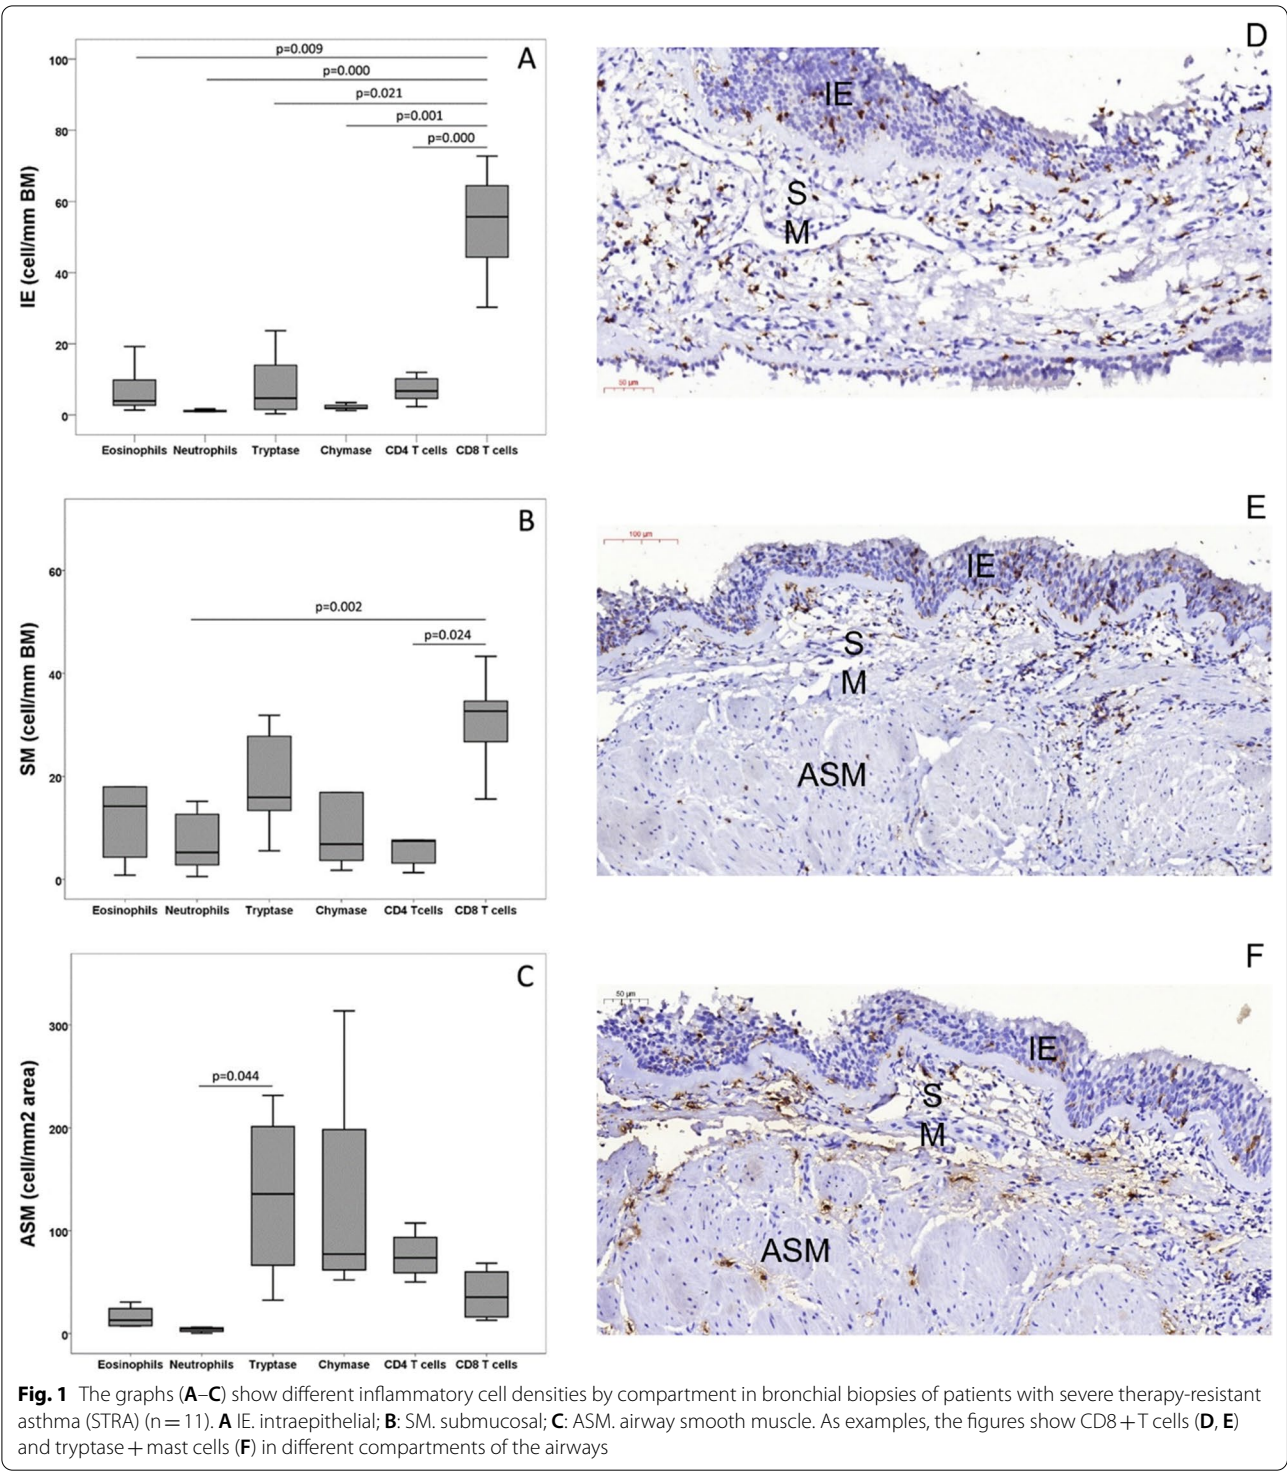 A
p=0.009
p=0.000
p=0.021
p=0.001
p=0.000
100
80
60
40
20
0
IE (cell/mm BM)
Eosinophils Neutrophils Tryptase Chymase CD4 T cells CD8 T cells
D
IE
S
M
50 µm
B
p=0.002
p=0.024
60
40
20
0
SM (cell/mm BM)
Eosinophils Neutrophils Tryptase Chymase CD4 Tcells CD8 T cells
E
100 µm
IE
S
M
ASM
C
p=0.044
300
200
100
0
ASM (cell/mm2 area)
Eosinophils Neutrophils Tryptase Chymase CD4 T cells CD8 T cells
F
50 µm
IE
S
M
ASM
Fig. 1 The graphs (A–C) show different inflammatory cell densities by compartment in bronchial biopsies of patients with severe therapy-resistant
asthma (STRA) (n = 11). A IE. intraepithelial; B: SM. submucosal; C: ASM. airway smooth muscle. As examples, the figures show CD8 + T cells (D, E)
and tryptase + mast cells (F) in different compartments of the airways